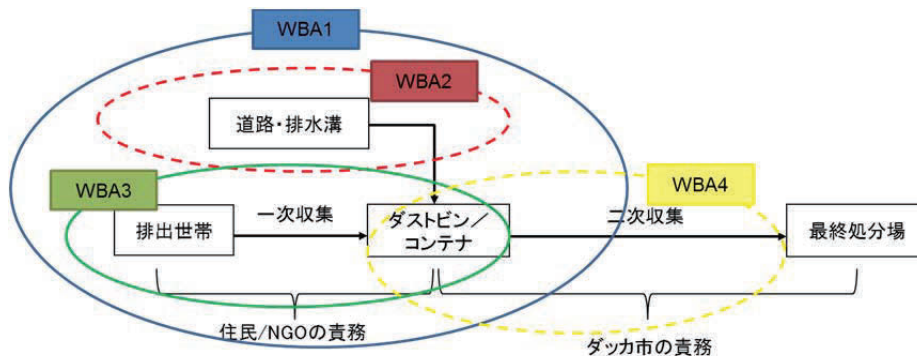 WBA1
WBA2
道路・排水溝
WBA3
WBA4
一次収集
ダストビン／
コンテナ
二次収集
排出世帯
最終処分場
住民/NGOの責務
ダッカ市の責務